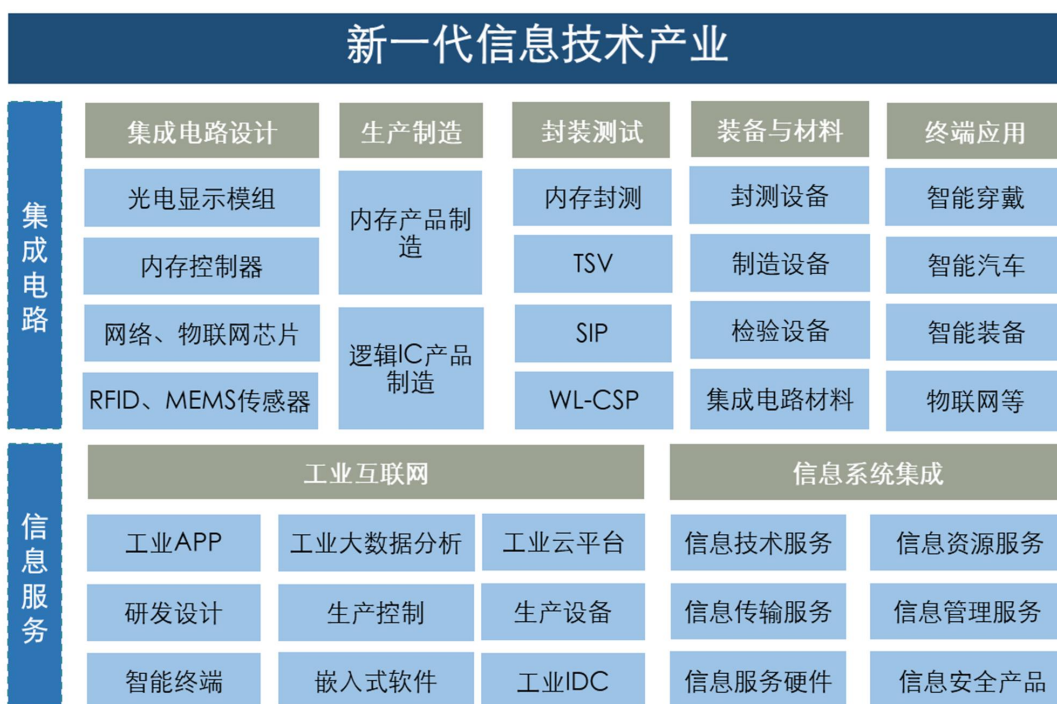 新一代信息技术产业
集成电路
集成电路设计
生产制造
封装测试
装备与材料
终端应用
光电显示模组
内存产品制
造
内存封测
封测设备
智能穿戴
内存控制器
TSV
制造设备
智能汽车
网络、物联网芯片
逻辑IC产品
制造
SIP
检验设备
智能装备
RFID、MEMS传感器
WL-CSP
集成电路材料
物联网等
信息服务
工业互联网
信息系统集成
工业APP
工业大数据分析
工业云平台
信息技术服务
信息资源服务
研发设计
生产控制
生产设备
信息传输服务
信息管理服务
智能终端
嵌入式软件
工业IDC
信息服务硬件
信息安全产品